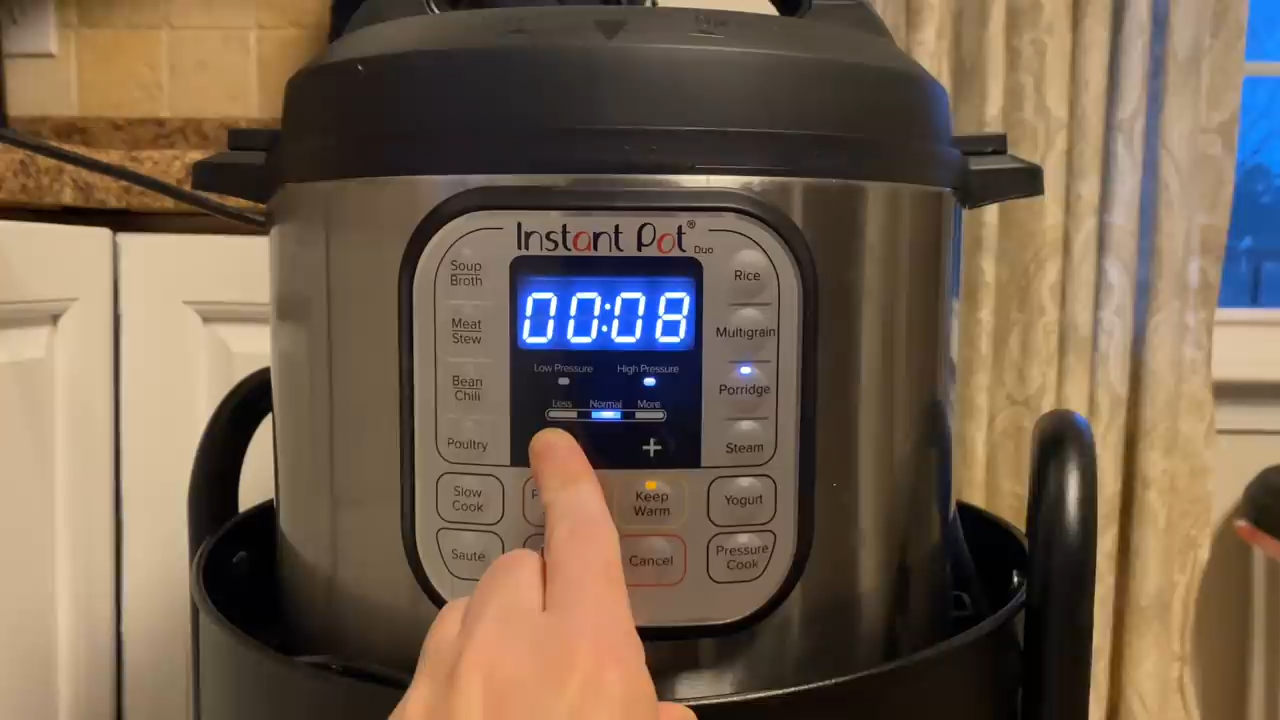 Instant Pot®
Duo
00:08
Low Pressure
High Pressure
Less
Normal
More
+
Soup
Broth
Meat
Stew
Bean
Chili
Poultry
Rice
Multigrain
Porridge
Steam
Slow
Cook
Keep
Warm
Yogurt
Saute
Cancel
Pressure
Cook